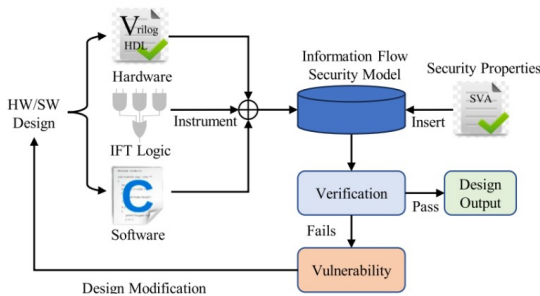 Verilog
HDL
Hardware
HW/SW
Design
IFT Logic
Instrument
C
Software
Information Flow
Security Model
Security Properties
SVA
Insert
Verification
Pass
Design
Output
Fails
Vulnerability
Design Modification